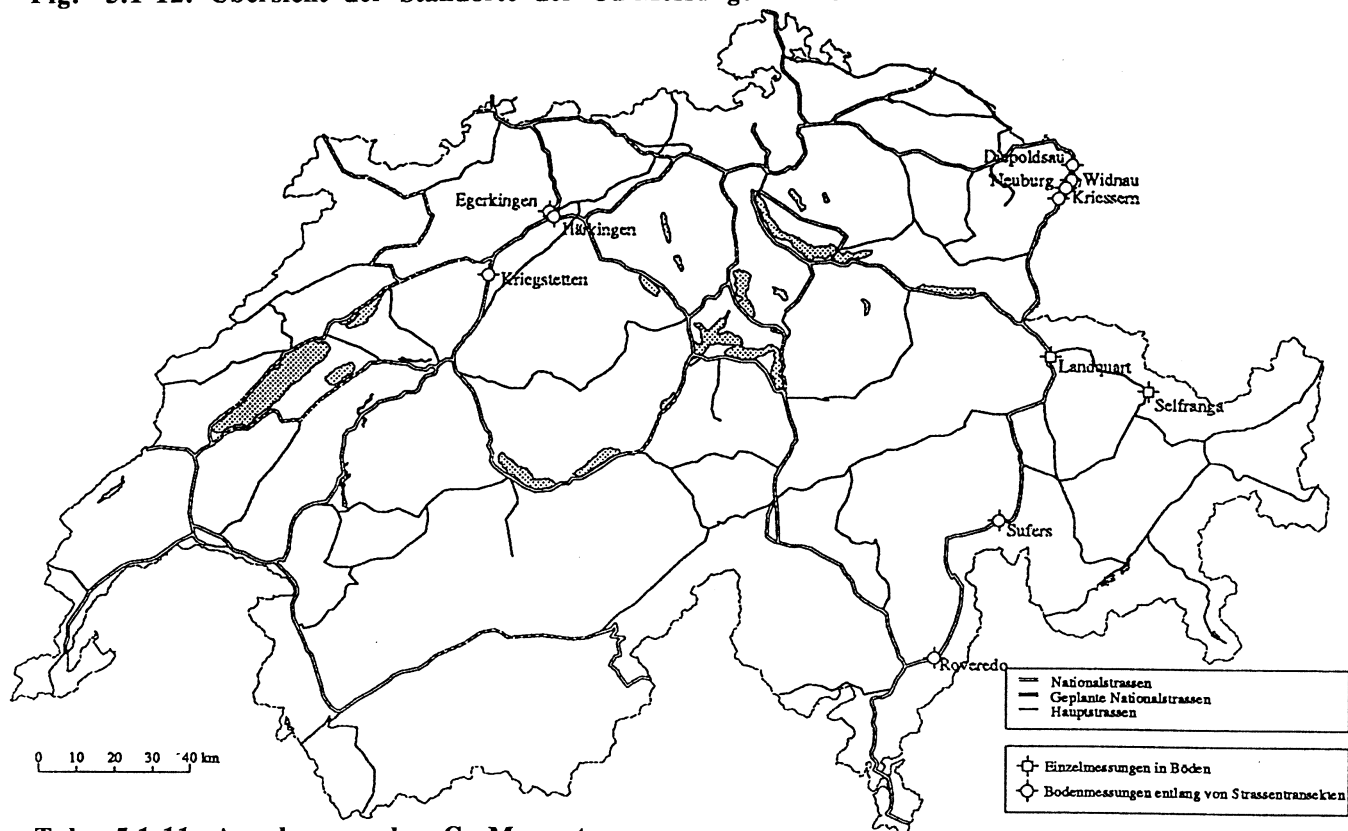 Diepoldsau
Neuburg
Widnau
Kriessern
Egerkingen
Härkingen
Kriegstetten
Landquart
Selfranga
Sufers
Roveredo
Nationalstrassen
Geplante Nationalstrassen
Hauptstrassen
0 10 20 30 40 km
Einzelmessungen in Böden
Bodenmessungen entlang von Strassentransekten